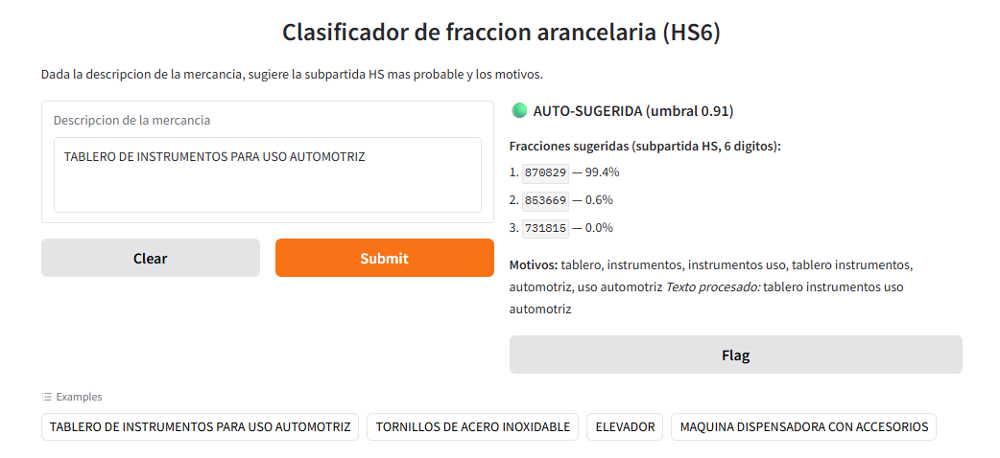 Clasificador de fraccion arancelaria (HS6)
Dada la descripcion de la mercancia, sugiere la subpartida HS mas probable y los motivos.
Descripcion de la mercancia
TABLERO DE INSTRUMENTOS PARA USO AUTOMOTRIZ
Clear
Submit
AUTO-SUGERIDA (umbral 0.91)
Fracciones sugeridas (subpartida HS, 6 digitos):
1. 870829 — 99.4%
2. 853669 — 0.6%
3. 731815 — 0.0%
Motivos: tablero, instrumentos, instrumentos uso, tablero instrumentos,
automotriz, uso automotriz Texto procesado: tablero instrumentos uso
automotriz
Flag
Examples
TABLERO DE INSTRUMENTOS PARA USO AUTOMOTRIZ
TORNILLOS DE ACERO INOXIDABLE
ELEVADOR
MAQUINA DISPENSADORA CON ACCESORIOS